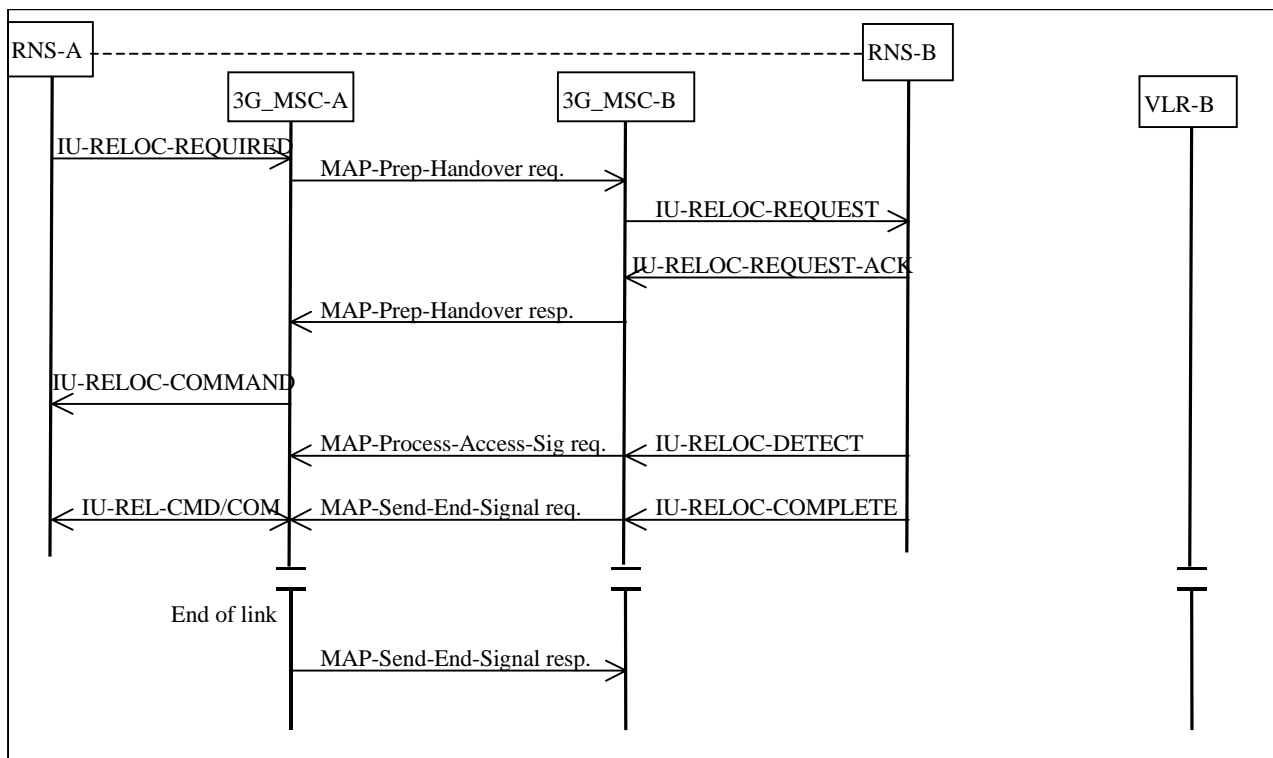 RNS-A
RNS-B
3G_MSC-A
3G_MSC-B
VLR-B
IU-RELOC-REQUIRED
MAP-Prep-Handover req.
IU-RELOC-REQUEST
IU-RELOC-REQUEST-ACK
MAP-Prep-Handover resp.
IU-RELOC-COMMAND
MAP-Process-Access-Sig req.
IU-RELOC-DETECT
IU-REL-CMD/COM
MAP-Send-End-Signal req.
IU-RELOC-COMPLETE
End of link
MAP-Send-End-Signal resp.